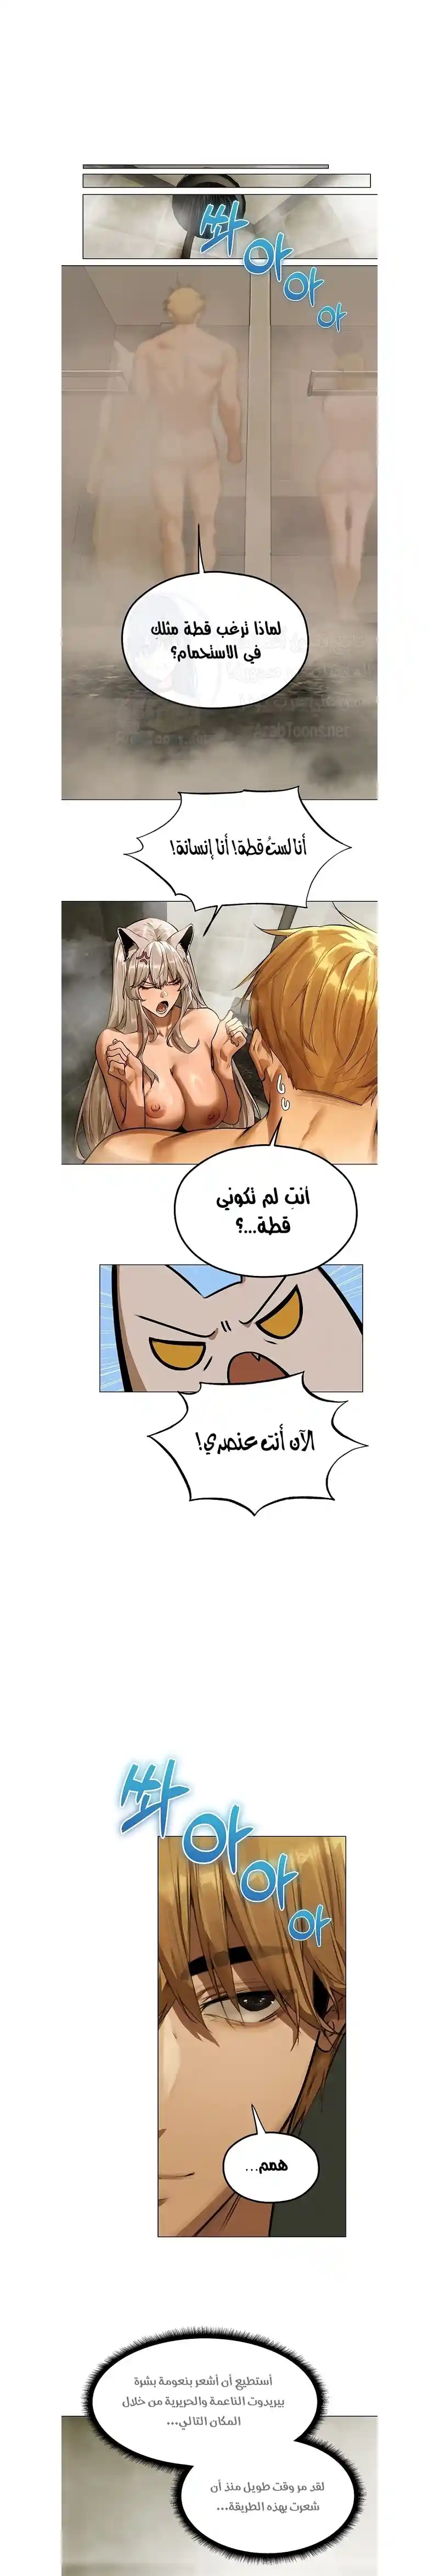 쏴
아
아
아
لماذا ترغب قطة مثلكِ
في الاستحمام؟
ArabToons.net
أنا لستُ قطة! أنا إنسانة!
أنتِ لم تكوني
قطة...؟
الآن أنت عنصري!
쏴
아
아
아
همم...
أستطيع أن أشعر بنعومة بشرة
بيريدوت الناعمة والحريرية من خلال
المكان التالي...
لقد مر وقت طويل منذ أن
شعرت بهذه الطريقة...